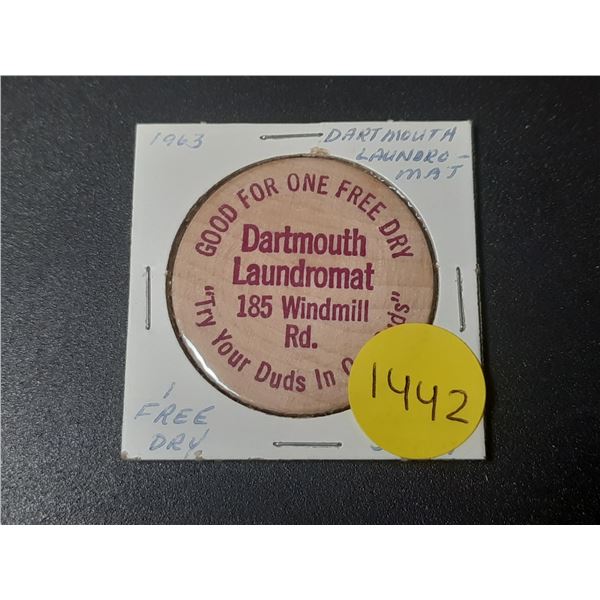 1963
DARTMOUTH
LAUNDRO-
MAT
GOOD FOR ONE FREE DRY
Dartmouth
Laundromat
185 Windmill
Rd.
"Try Your Duds In
1442
1
FREE
DRY